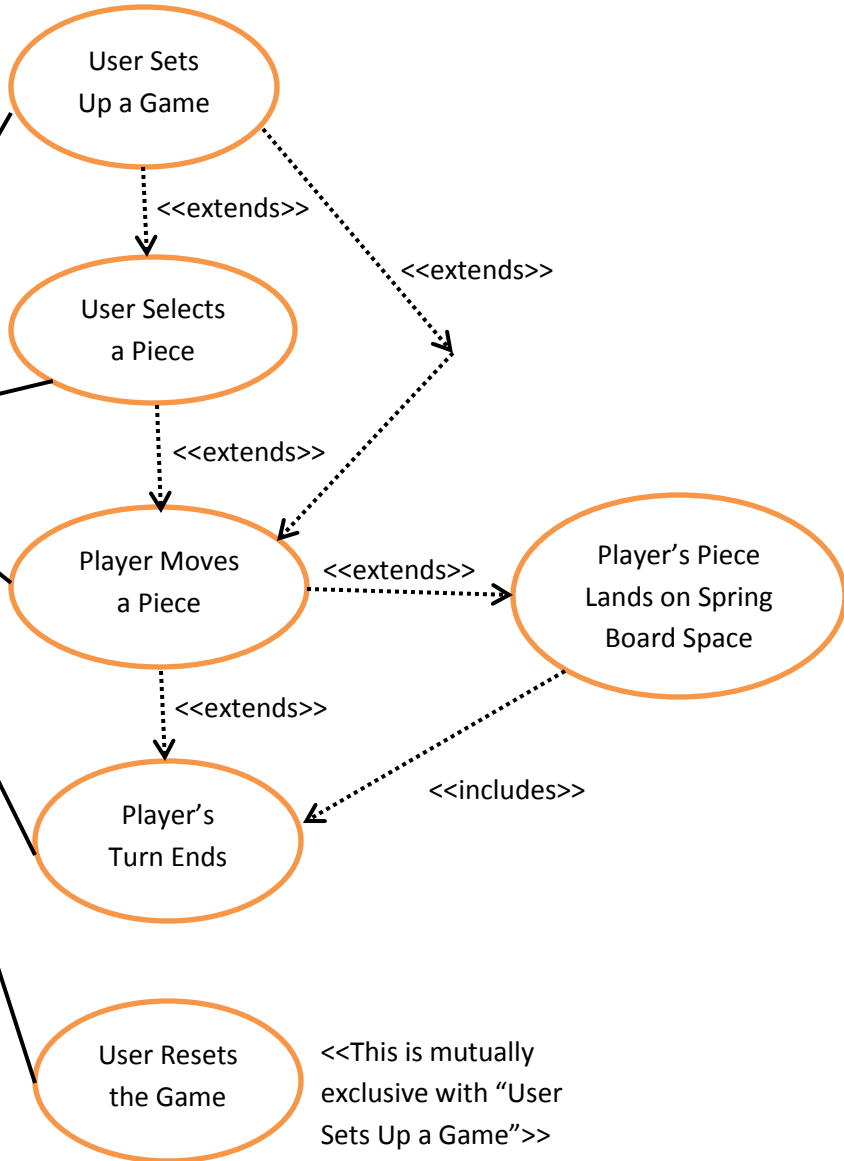 User Sets
Up a Game
<<extends>>
<<extends>>
User Selects
a Piece
<<extends>>
Player Moves
a Piece
<<extends>>
Player’s Piece
Lands on Spring
Board Space
<<extends>>
<<includes>>
Player’s
Turn Ends
User Resets
the Game
<<This is mutually
exclusive with “User
Sets Up a Game”>>